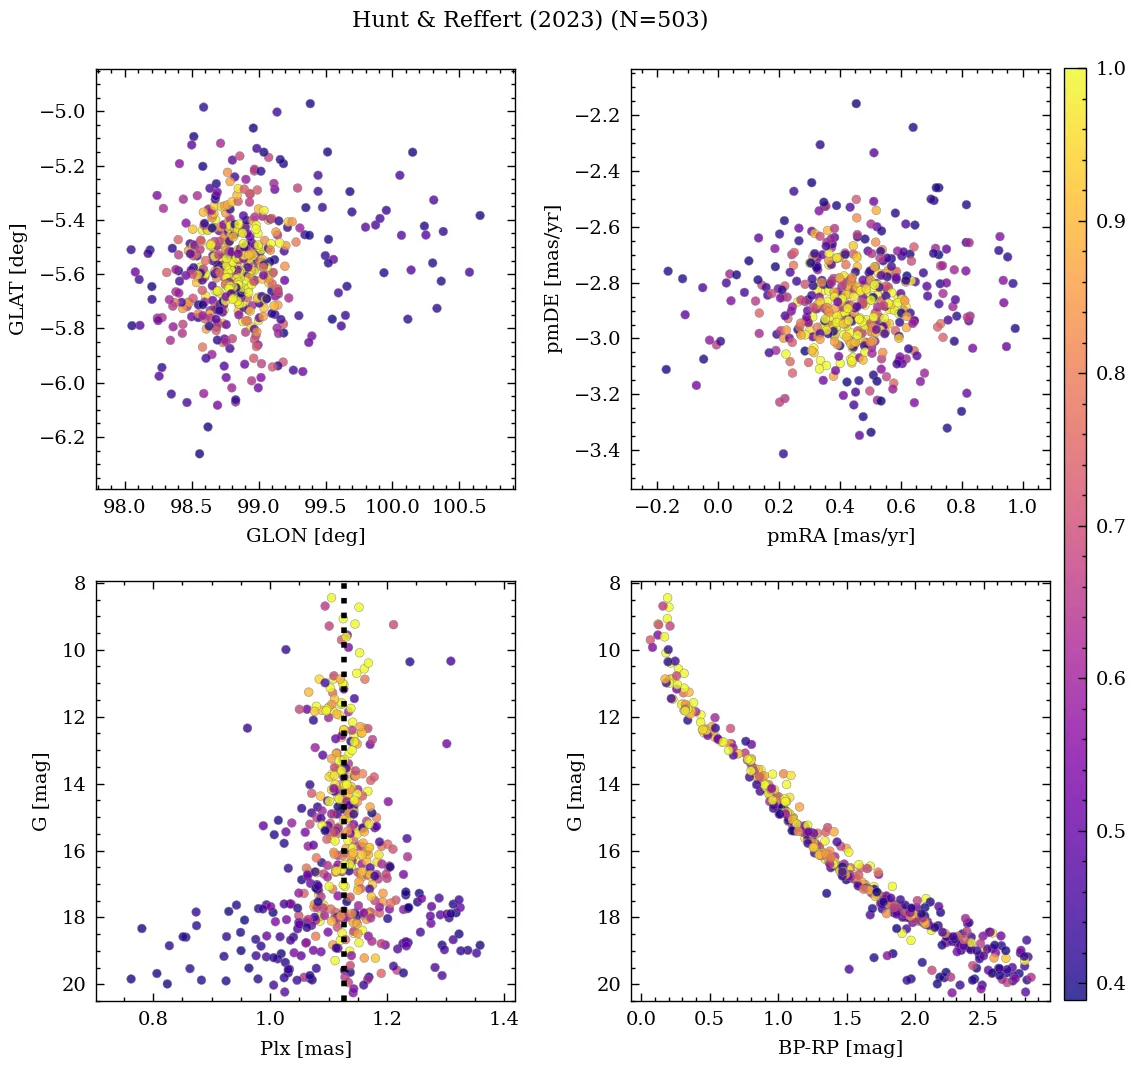 Hunt & Reffert (2023) (N=503)
−5.0
−5.2
−5.4
−5.6
−5.8
−6.0
−6.2
GLAT [deg]
98.0 98.5 99.0 99.5 100.0 100.5
GLON [deg]
−2.2
−2.4
−2.6
−2.8
−3.0
−3.2
−3.4
pmDE [mas/yr]
−0.2 0.0 0.2 0.4 0.6 0.8 1.0
pmRA [mas/yr]
8
10
12
14
16
18
20
G [mag]
0.8 1.0 1.2 1.4
Plx [mas]
8
10
12
14
16
18
20
G [mag]
0.0 0.5 1.0 1.5 2.0 2.5
BP-RP [mag]
1.0
0.9
0.8
0.7
0.6
0.5
0.4